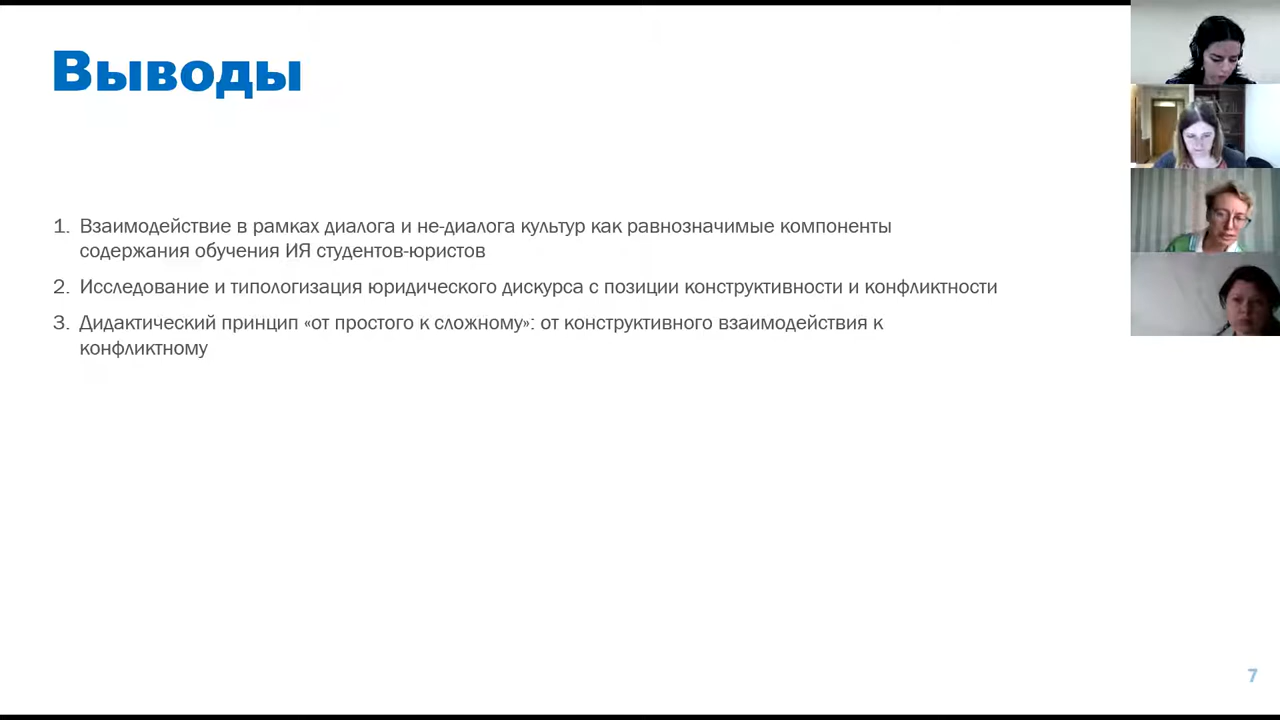 Выводы
1. Взаимодействие в рамках диалога и не-диалога культур как равнозначимые компоненты
содержания обучения ИЯ студентов-юристов
2. Исследование и типологизация юридического дискурса с позиции конструктивности и конфликтности
3. Дидактический принцип «от простого к сложному»: от конструктивного взаимодействия к
конфликтному
7